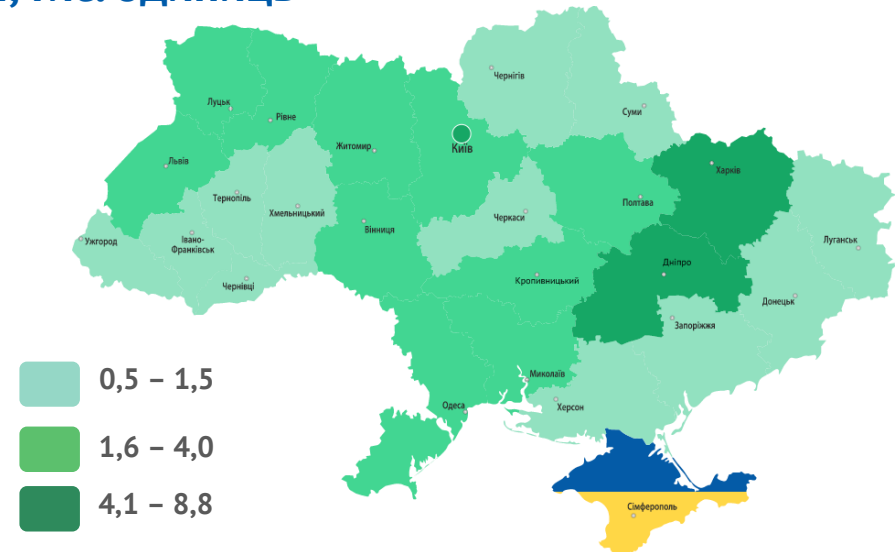 Чернігів
Суми
Луцьк
Рівне
Київ
Житомир
Харків
Львів
Полтава
Тернопіль
Хмельницький
Черкаси
Вінниця
Ужгород
Івано-
Франківськ
Луганськ
Дніпро
Чернівці
Кропивницький
Донецьк
Запоріжжя
0,5 – 1,5
Миколаїв
Одеса
Херсон
1,6 – 4,0
4,1 – 8,8
Сімферополь